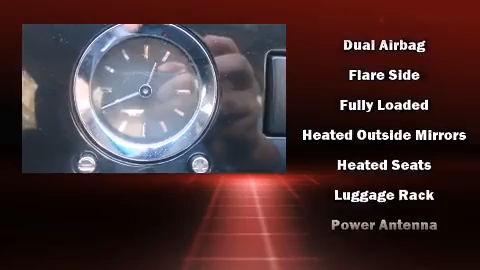 Dual Airbag
Flare Side
Fully Loaded
Heated Outside Mirrors
Heated Seats
Luggage Rack
Power Antenna